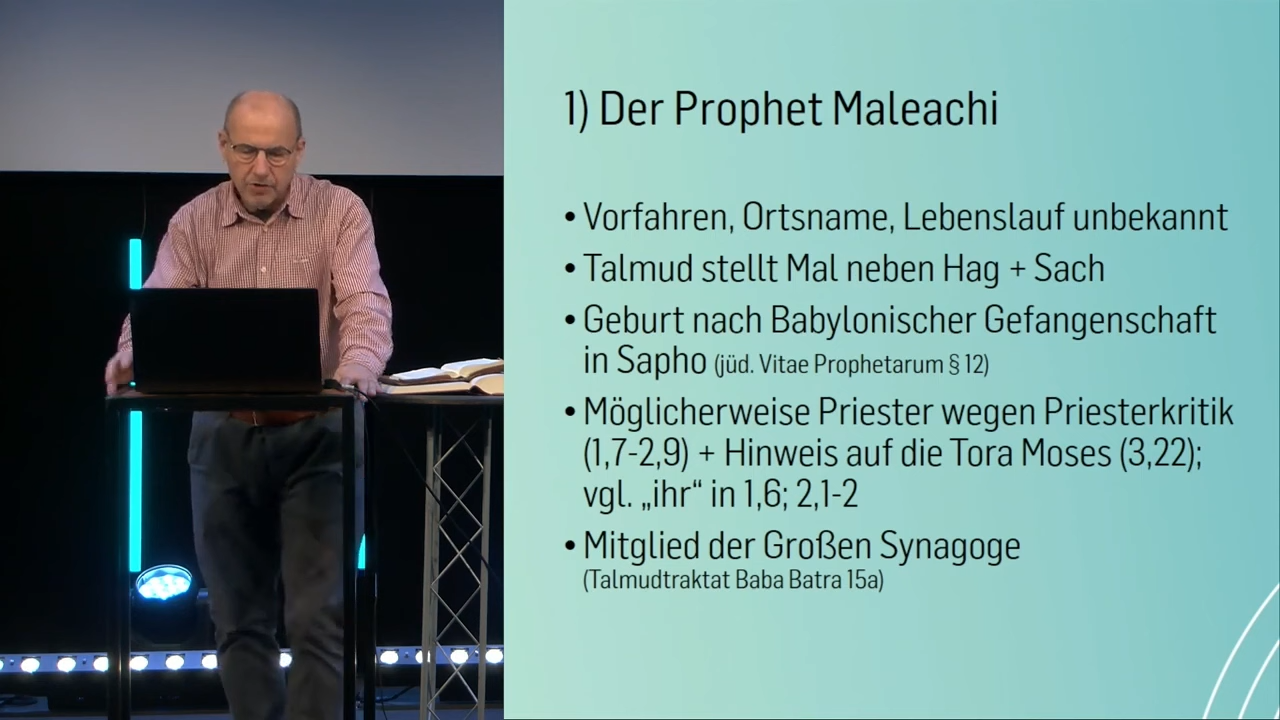 1) Der Prophet Maleachi
• Vorfahren, Ortsname, Lebenslauf unbekannt
• Talmud stellt Mal neben Hag + Sach
• Geburt nach Babylonischer Gefangenschaft
in Sapho (jüd. Vitae Prophetarum § 12)
• Möglicherweise Priester wegen Priesterkritik
(1,7-2,9) + Hinweis auf die Tora Moses (3,22);
vgl. „ihr“ in 1,6; 2,1-2
• Mitglied der Großen Synagoge
(Talmudtraktat Baba Batra 15a)